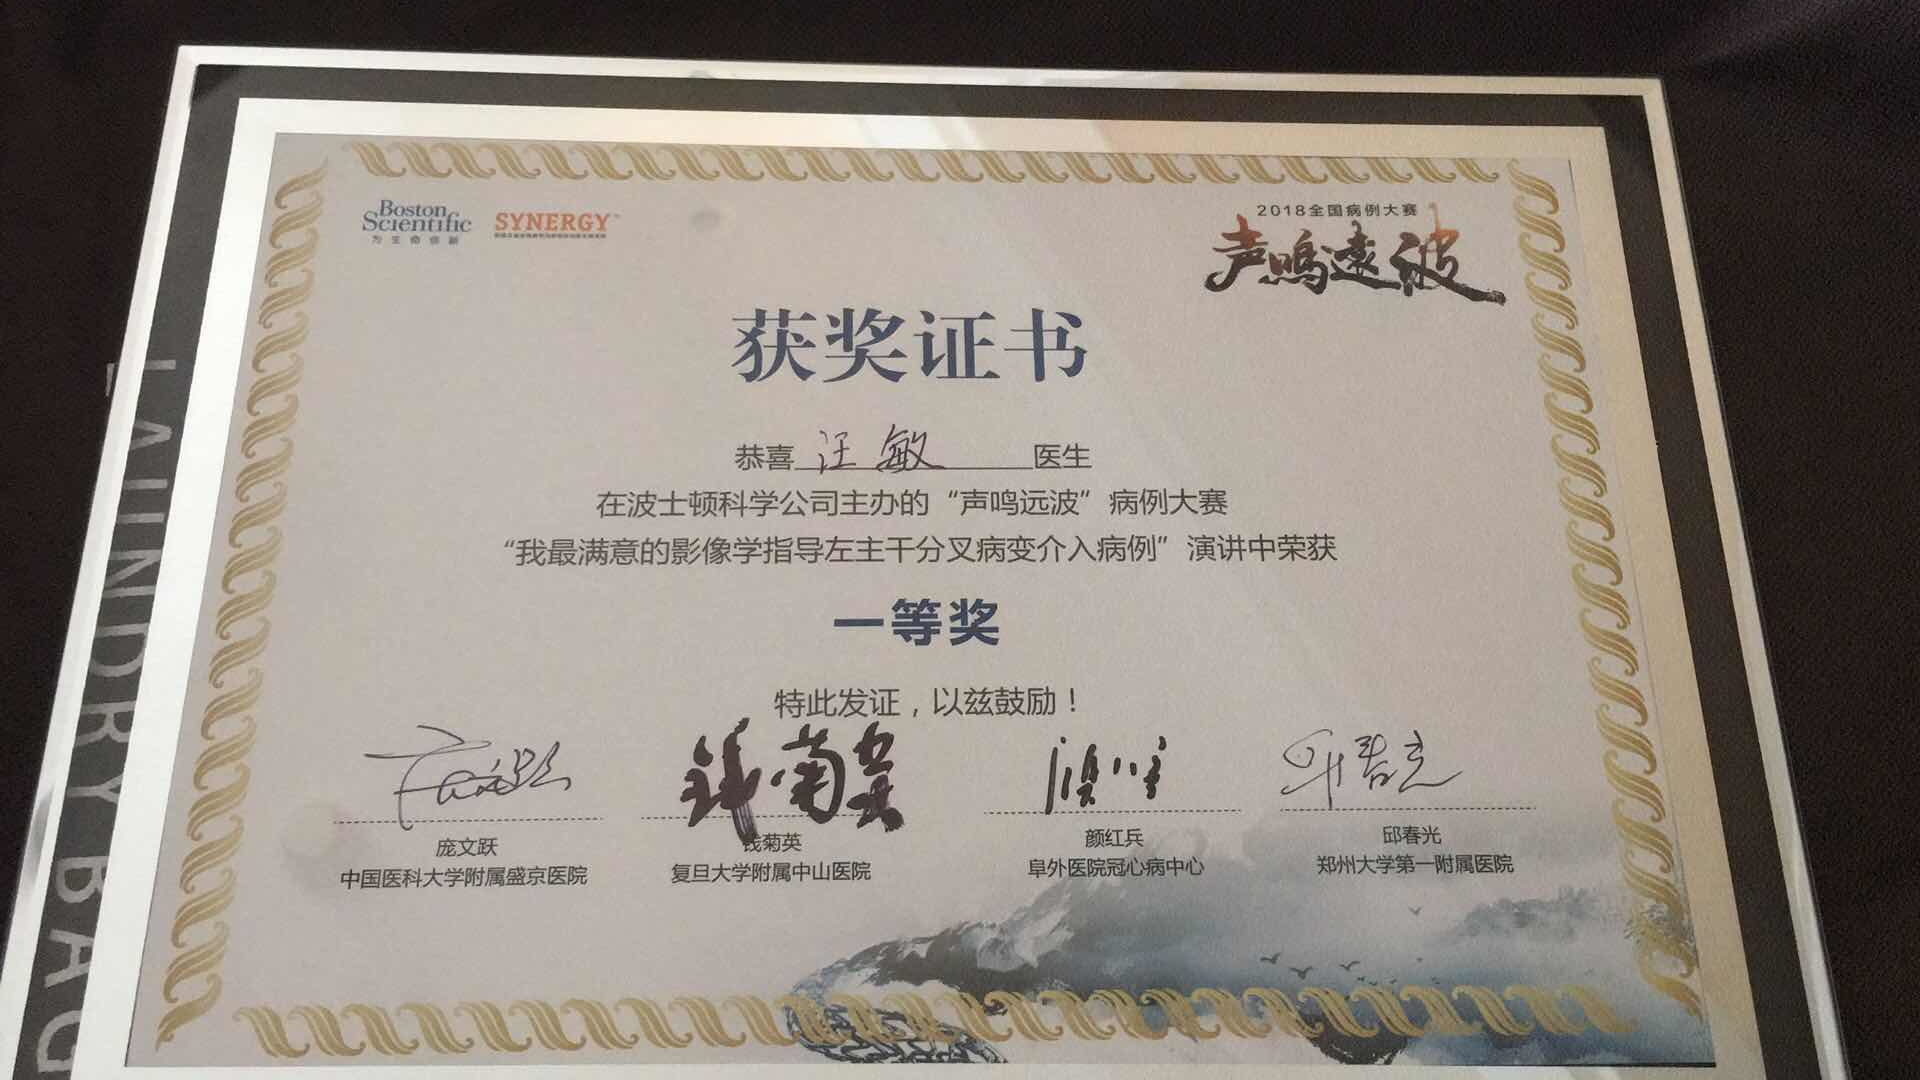 Boston
Scientific
为生命创新
SYNERGY™
2018全国病例大赛
声鸣远波
获奖证书
恭喜 汪敏 医生
在波士顿科学公司主办的“声鸣远波”病例大赛
“我最满意的影像学指导左主干分叉病变介入病例”演讲中荣获
一等奖
特此发证，以兹鼓励！
钱菊英
邱春光
庞文跃
钱菊英
颜红兵
邱春光
中国医科大学附属盛京医院
复旦大学附属中山医院
阜外医院冠心病中心
郑州大学第一附属医院
LAUNDRY BAG